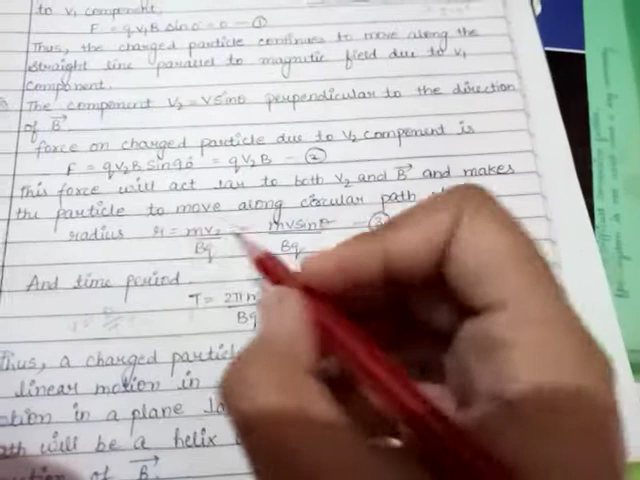 to v₁ component.
F = qv₁B sin0 = 0 - ①
Thus, the charged particle continues to move along the
straight line parallel to magnetic field due to v₁
component.
The component v₂ = vsinθ perpendicular to the direction
of B⃗
force on charged particle due to v₂ component is
F = qv₂B sin90° = qv₂B - ②
this force will act lar to both v₂ and B⃗ and makes
the particle to move along circular path
radius r = mv₂/Bq = mvsinθ/Bq - ③
And time period
T = 2πm/Bq
Thus, a charged particle
linear motion in
motion in a plane lar
path will be a helix
of B⃗.